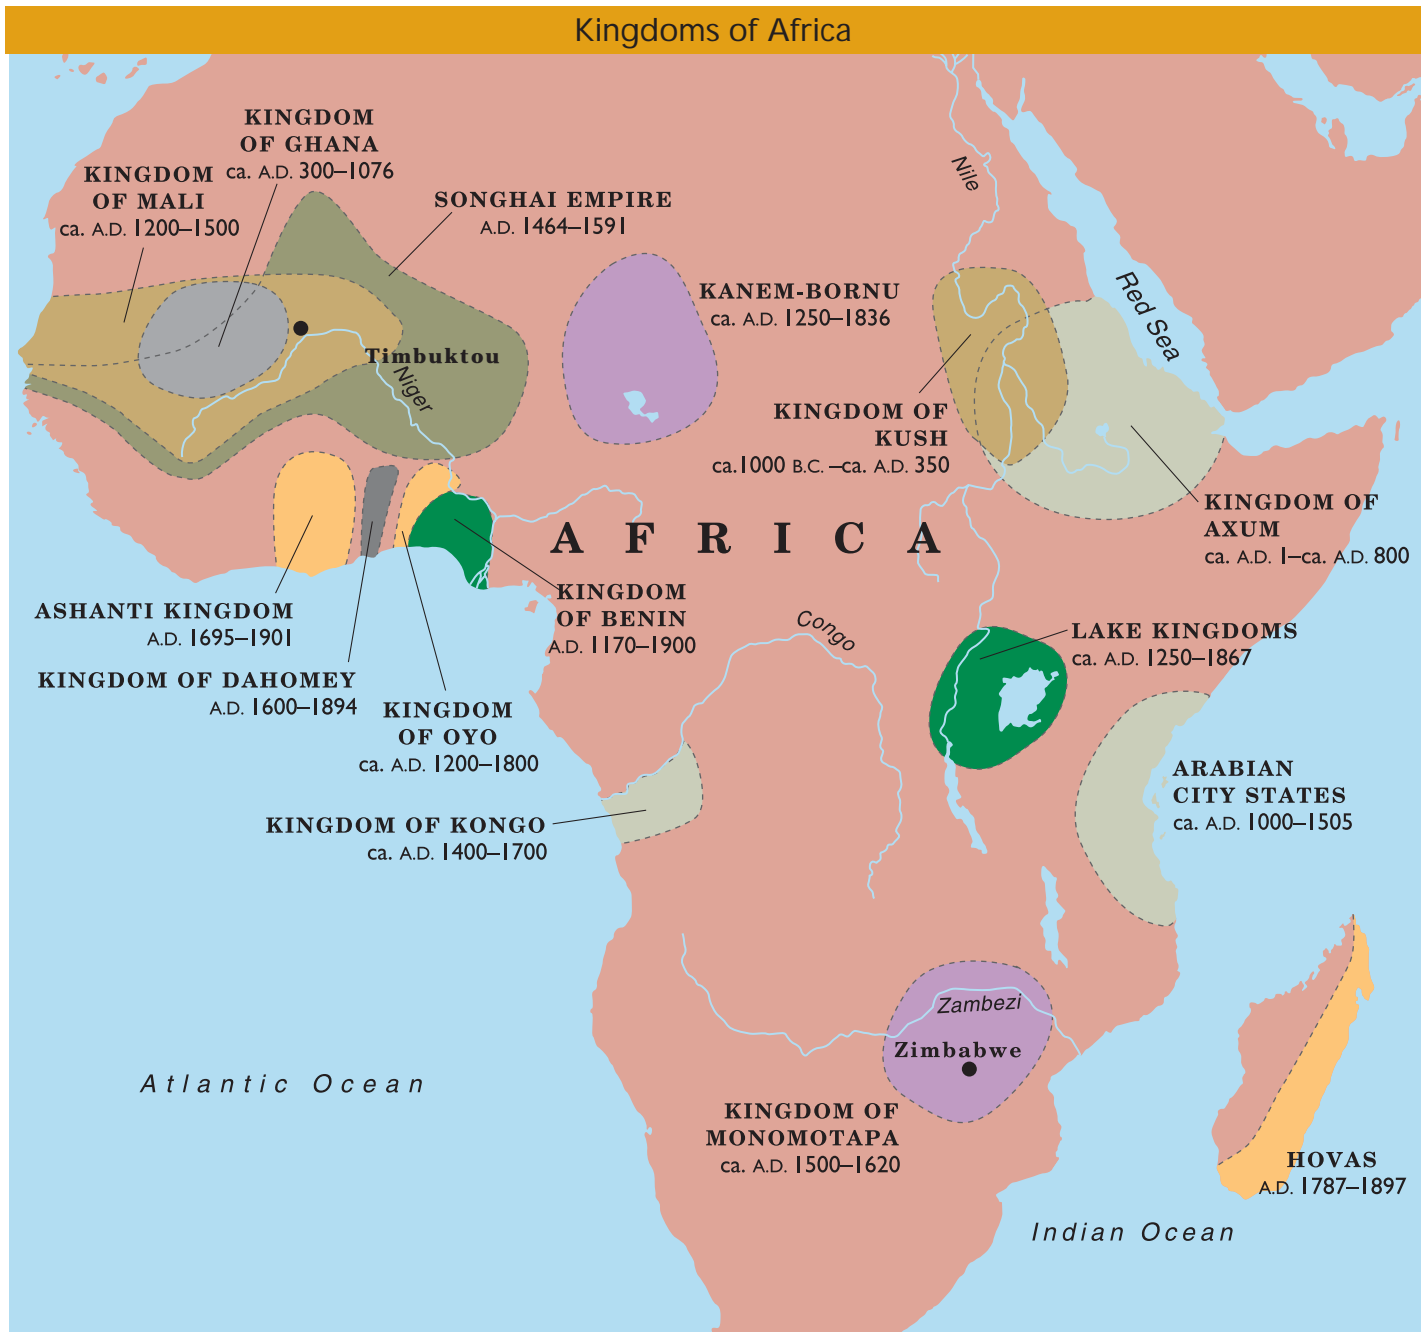 Kingdoms of Africa
KINGDOM
OF GHANA
ca. A.D. 300–1076
KINGDOM
OF MALI
ca. A.D. 1200–1500
SONGHAI EMPIRE
A.D. 1464–1591
Nile
Red Sea
KANEM-BORNU
ca. A.D. 1250–1836
Timbuktou
Niger
KINGDOM OF
KUSH
ca.1000 B.C. –ca. A.D. 350
KINGDOM OF
AXUM
ca. A.D. 1–ca. A.D. 800
AFRICA
ASHANTI KINGDOM
A.D. 1695–1901
KINGDOM OF DAHOMEY
A.D. 1600–1894
KINGDOM
OF OYO
ca. A.D. 1200–1800
KINGDOM
OF BENIN
A.D. 1170–1900
Congo
LAKE KINGDOMS
ca. A.D. 1250–1867
KINGDOM OF KONGO
ca. A.D. 1400–1700
ARABIAN
CITY STATES
ca. A.D. 1000–1505
Zambezi
Zimbabwe
KINGDOM OF
MONOMOTAPA
ca. A.D. 1500–1620
HOVAS
A.D. 1787–1897
Atlantic Ocean
Indian Ocean